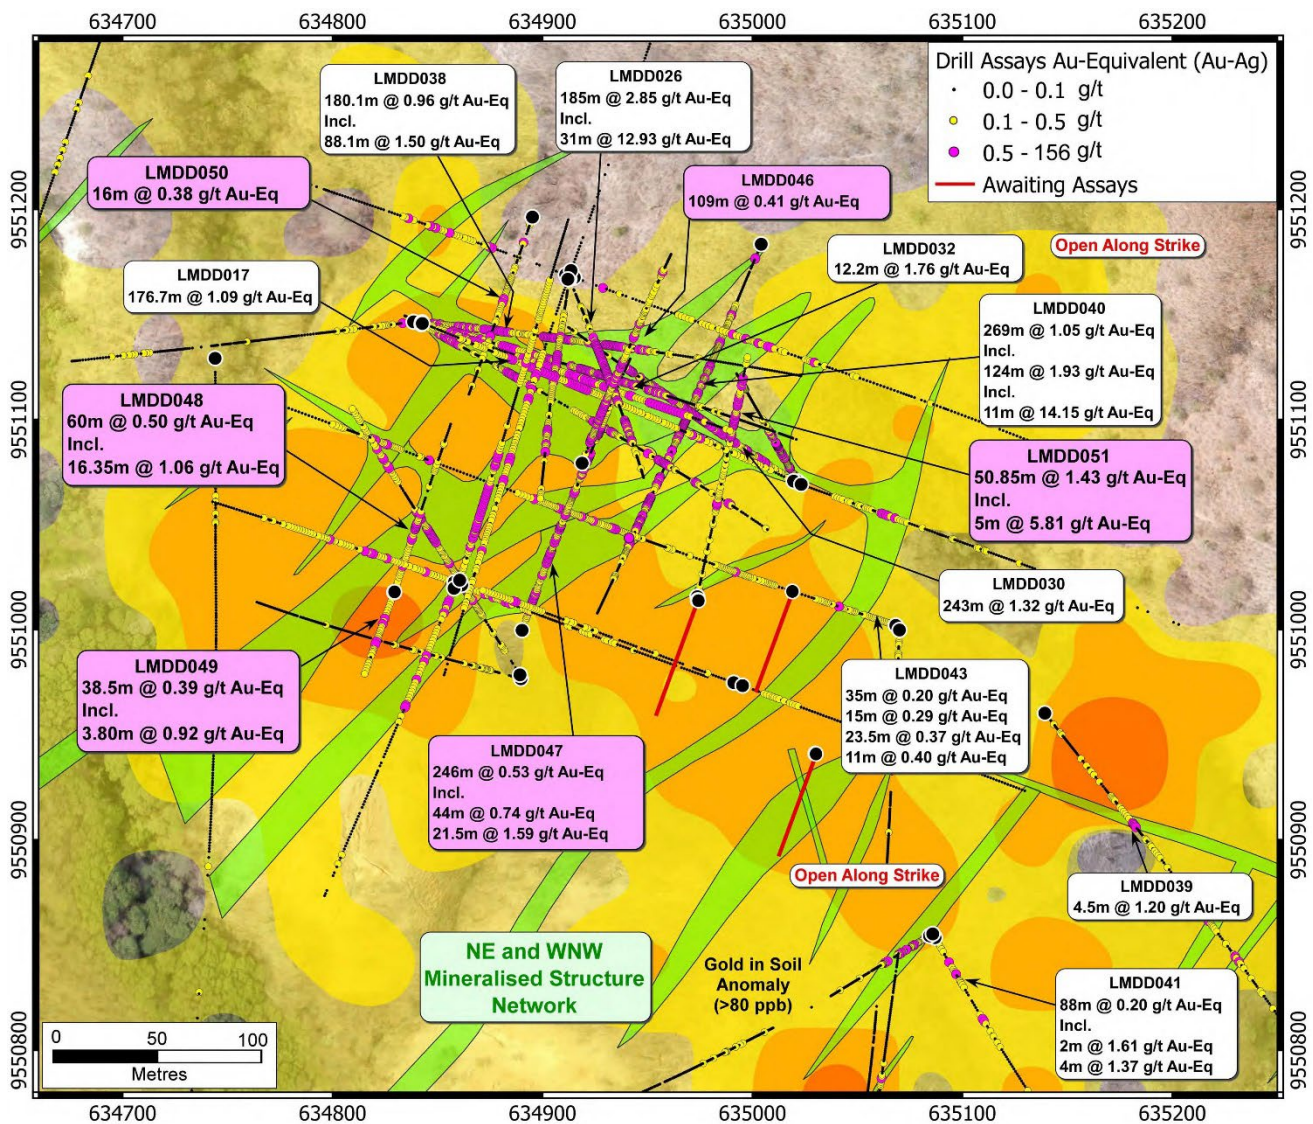 634700
634800
634900
635000
635100
635200
Drill Assays Au-Equivalent (Au-Ag)
0.0 - 0.1 g/t
0.1 - 0.5 g/t
0.5 - 156 g/t
Awaiting Assays
LMDD038
180.1m @ 0.96 g/t Au-Eq
Incl.
88.1m @ 1.50 g/t Au-Eq
LMDD026
185m @ 2.85 g/t Au-Eq
Incl.
31m @ 12.93 g/t Au-Eq
LMDD050
16m @ 0.38 g/t Au-Eq
LMDD046
109m @ 0.41 g/t Au-Eq
9551200
9551200
LMDD032
12.2m @ 1.76 g/t Au-Eq
Open Along Strike
LMDD017
176.7m @ 1.09 g/t Au-Eq
LMDD040
269m @ 1.05 g/t Au-Eq
Incl.
124m @ 1.93 g/t Au-Eq
Incl.
11m @ 14.15 g/t Au-Eq
LMDD048
60m @ 0.50 g/t Au-Eq
Incl.
16.35m @ 1.06 g/t Au-Eq
9551100
9551100
LMDD051
50.85m @ 1.43 g/t Au-Eq
Incl.
5m @ 5.81 g/t Au-Eq
LMDD030
243m @ 1.32 g/t Au-Eq
9551000
9551000
LMDD049
38.5m @ 0.39 g/t Au-Eq
Incl.
3.80m @ 0.92 g/t Au-Eq
LMDD043
35m @ 0.20 g/t Au-Eq
15m @ 0.29 g/t Au-Eq
23.5m @ 0.37 g/t Au-Eq
11m @ 0.40 g/t Au-Eq
LMDD047
246m @ 0.53 g/t Au-Eq
Incl.
44m @ 0.74 g/t Au-Eq
21.5m @ 1.59 g/t Au-Eq
9550900
9550900
Open Along Strike
LMDD039
4.5m @ 1.20 g/t Au-Eq
NE and WNW
Mineralised Structure
Network
Gold in Soil
Anomaly
(>80 ppb)
LMDD041
88m @ 0.20 g/t Au-Eq
Incl.
2m @ 1.61 g/t Au-Eq
4m @ 1.37 g/t Au-Eq
9550800
9550800
0 50 100
Metres
634700
634800
634900
635000
635100
635200